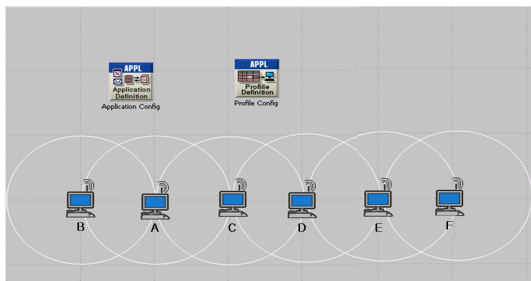 APPL
Application
Definition
Application Config
APPL
Profile
Definition
Profile Config
B
A
C
D
E
F